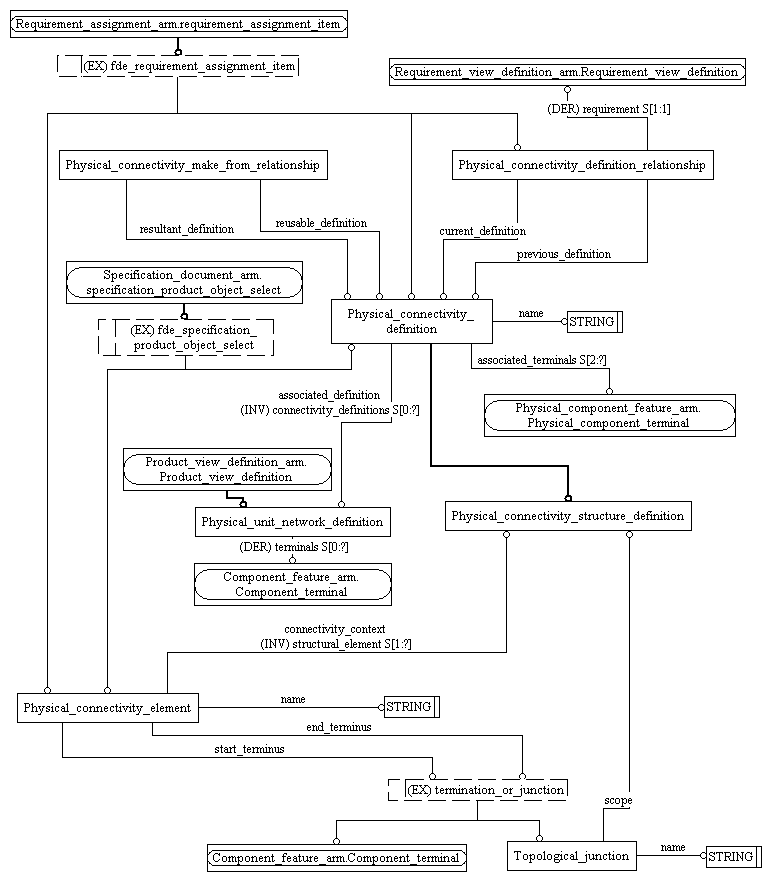 Requirement_assignment_arm.requirement_assignment_item
(EX) fde_requirement_assignment_item
Requirement_view_definition_arm.Requirement_view_definition
(DER) requirement S[1:1]
Physical_connectivity_make_from_relationship
Physical_connectivity_definition_relationship
resultant_definition
reusable_definition
current_definition
previous_definition
Specification_document_arm.
specification_product_object_select
(EX) fde_specification_
product_object_select
Physical_connectivity_
definition
name
STRING
associated_terminals S[2:?]
Physical_component_feature_arm.
Physical_component_terminal
associated_definition
(INV) connectivity_definitions S[0:?]
Product_view_definition_arm.
Product_view_definition
Physical_unit_network_definition
(DER) terminals S[0:?]
Component_feature_arm.
Component_terminal
Physical_connectivity_structure_definition
connectivity_context
(INV) structural_element S[1:?]
Physical_connectivity_element
name
STRING
end_terminus
start_terminus
(EX) termination_or_junction
scope
Component_feature_arm.Component_terminal
Topological_junction
name
STRING